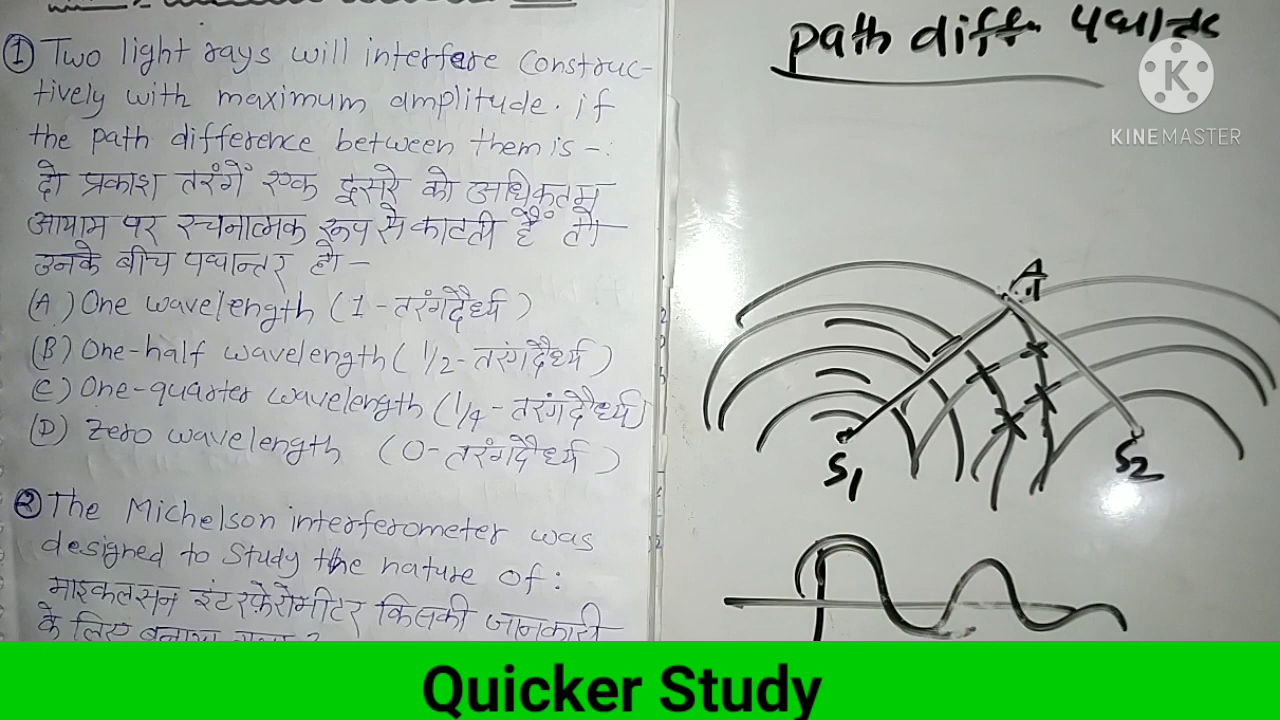 ① Two light rays will interfere construc-
tively with maximum amplitude. if
the path difference between them is -:
दो प्रकाश तरंगें एक दूसरे को अधिकतम
आयाम पर रचनात्मक रूप से काटती हैं तो
उनके बीच पथान्तर हो -
(A) One wavelength (1 - तरंगदैर्ध्य)
(B) One-half wavelength (1/2 - तरंगदैर्ध्य)
(C) One-quarter wavelength (1/4 - तरंगदैर्ध्य)
(D) Zero wavelength (0 - तरंगदैर्ध्य)
② The Michelson interferometer was
designed to study the nature of:
माइकलसन इंटरफ़ेरोमीटर किसकी जानकारी
के लिए
path diff.
KINEMASTER
A
S1
S2
Quicker Study